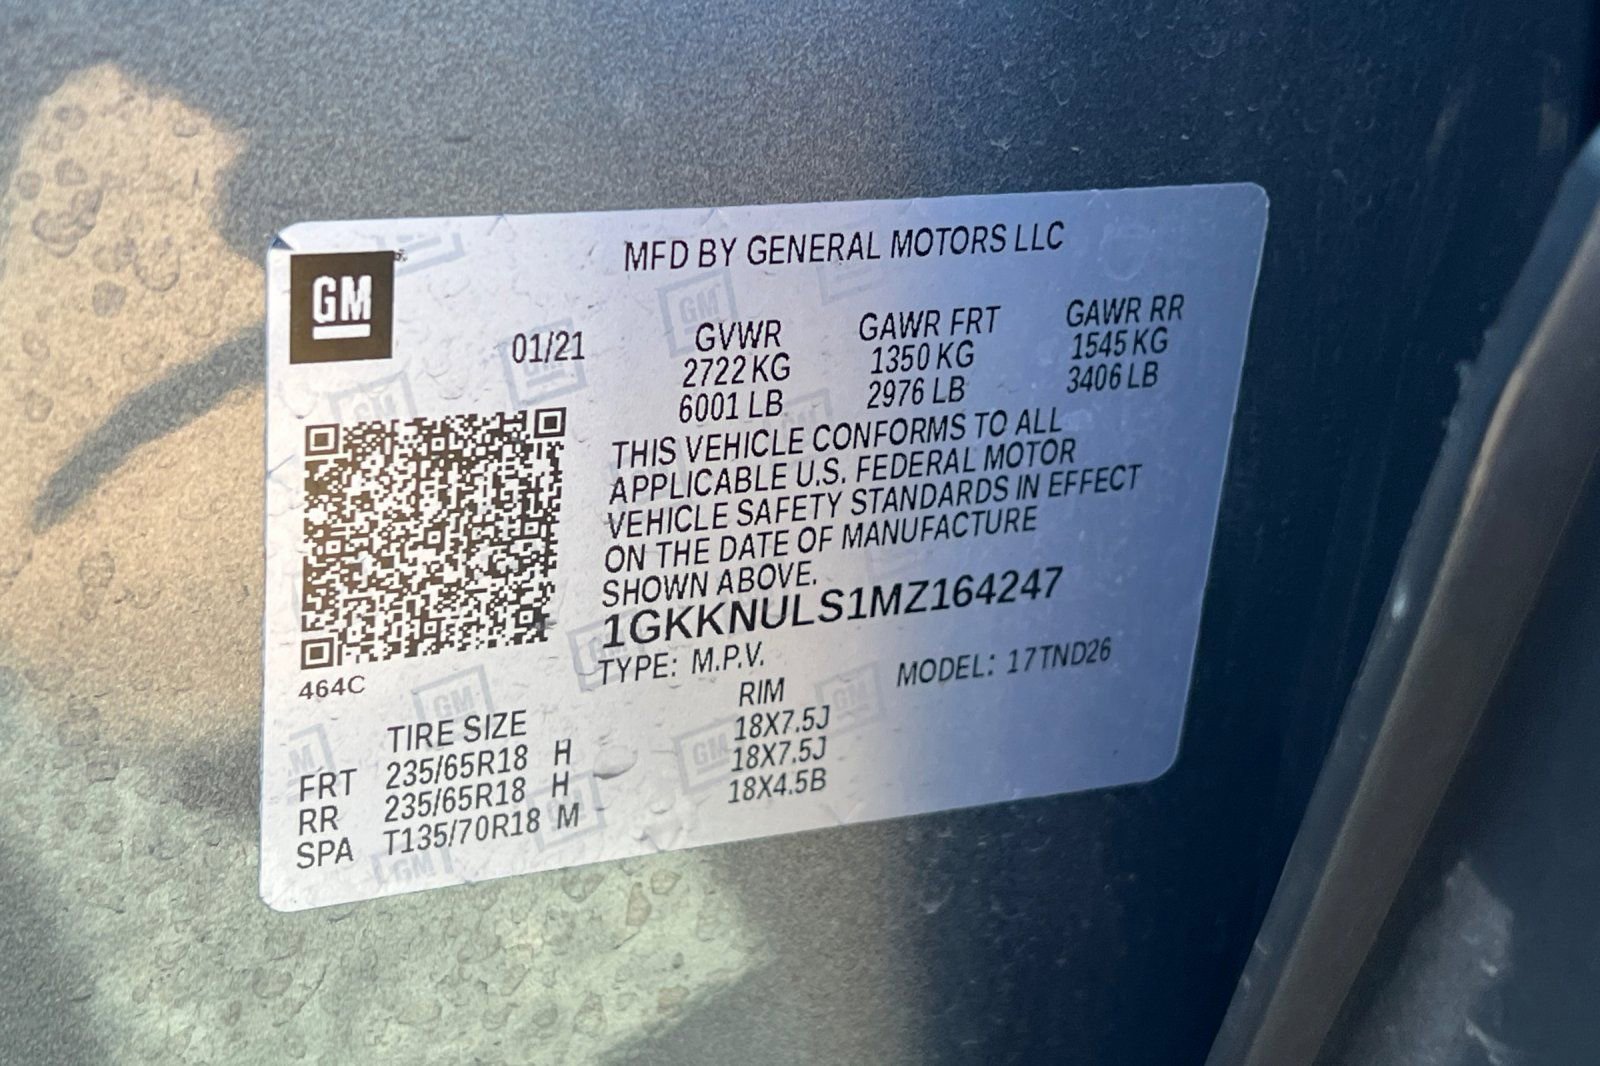 GM
MFD BY GENERAL MOTORS LLC
01/21
GVWR GAWR FRT GAWR RR
2722 KG 1350 KG 1545 KG
6001 LB 2976 LB 3406 LB
THIS VEHICLE CONFORMS TO ALL
APPLICABLE U.S. FEDERAL MOTOR
VEHICLE SAFETY STANDARDS IN EFFECT
ON THE DATE OF MANUFACTURE
SHOWN ABOVE.
1GKKNULS1MZ164247
TYPE: M.P.V. MODEL: 17TND26
464C
TIRE SIZE RIM
FRT 235/65R18 H 18X7.5J
RR 235/65R18 H 18X7.5J
SPA T135/70R18 M 18X4.5B